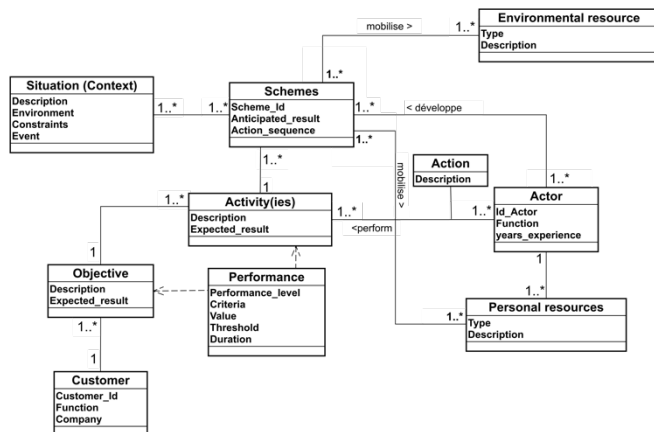 mobilise >
1..*
Environmental resource
Type
Description
1..*
Situation (Context)
Description
Environment
Constraints
Event
1..*
1..*
Schemes
Scheme_Id
Anticipated_result
Action_sequence
1..*
< développe
1..*
1..*
1..*
mobilise >
Action
Description
1
1..*
Activity(ies)
Description
Expected_result
1..*
<perform
1..*
1..*
Actor
Id_Actor
Function
years_experience
1
1
Objective
Description
Expected_result
Performance
Performance_level
Criteria
Value
Threshold
Duration
1..*
1..*
Personal resources
Type
Description
1..*
1
Customer
Customer_Id
Function
Company